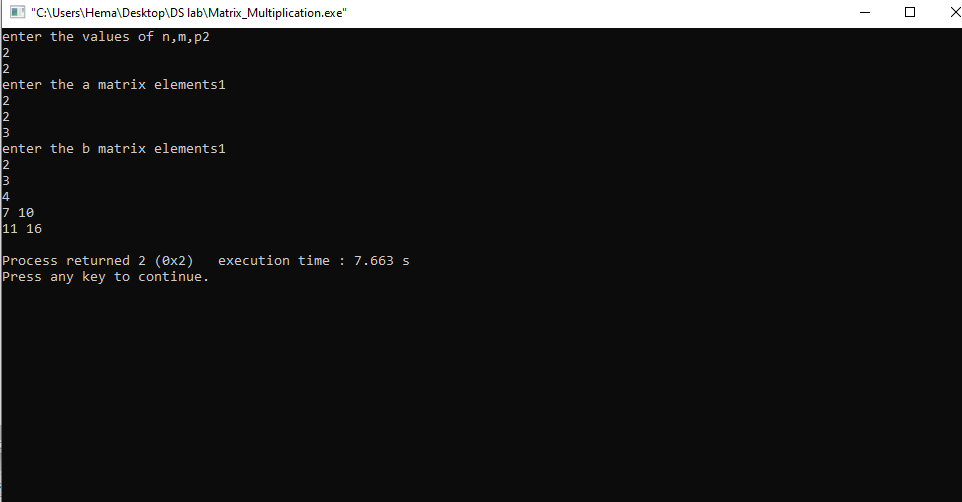 "C:\Users\Hema\Desktop\DS lab\Matrix_Multiplication.exe"
enter the values of n,m,p2
2
2
enter the a matrix elements1
2
2
3
enter the b matrix elements1
2
3
4
7 10
11 16
Process returned 2 (0x2)   execution time : 7.663 s
Press any key to continue.